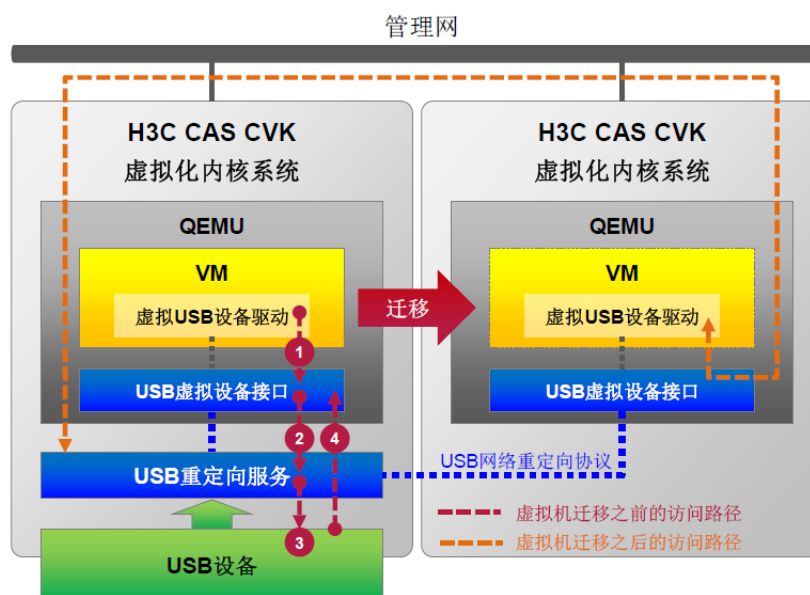 管理网
H3C CAS CVK
虚拟化内核系统
QEMU
VM
虚拟USB设备驱动
1
USB虚拟设备接口
2
4
USB重定向服务
3
USB设备
迁移
H3C CAS CVK
虚拟化内核系统
QEMU
VM
虚拟USB设备驱动
USB虚拟设备接口
USB网络重定向协议
虚拟机迁移之前的访问路径
虚拟机迁移之后的访问路径